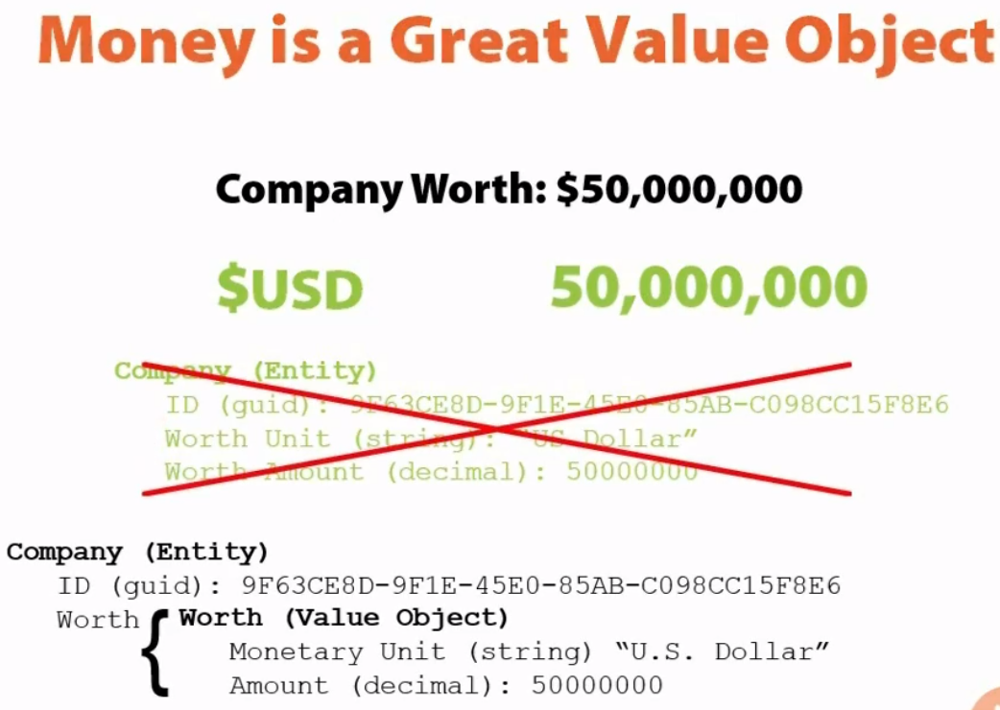 Money is a Great Value Object
Company Worth: $50,000,000
$USD 50,000,000
Company (Entity)
ID (guid): 9F63CE8D-9F1E-45E0-85AB-C098CC15F8E6
Worth Unit (string): "US Dollar”
Worth Amount (decimal): 50000000
Company (Entity)
ID (guid): 9F63CE8D-9F1E-45E0-85AB-C098CC15F8E6
Worth { Worth (Value Object)
Monetary Unit (string) “U.S. Dollar”
Amount (decimal): 50000000